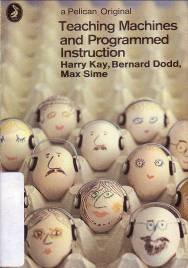 a Pelican Original
Teaching Machines
and Programmed
Instruction
Harry Kay, Bernard Dodd,
Max Sime